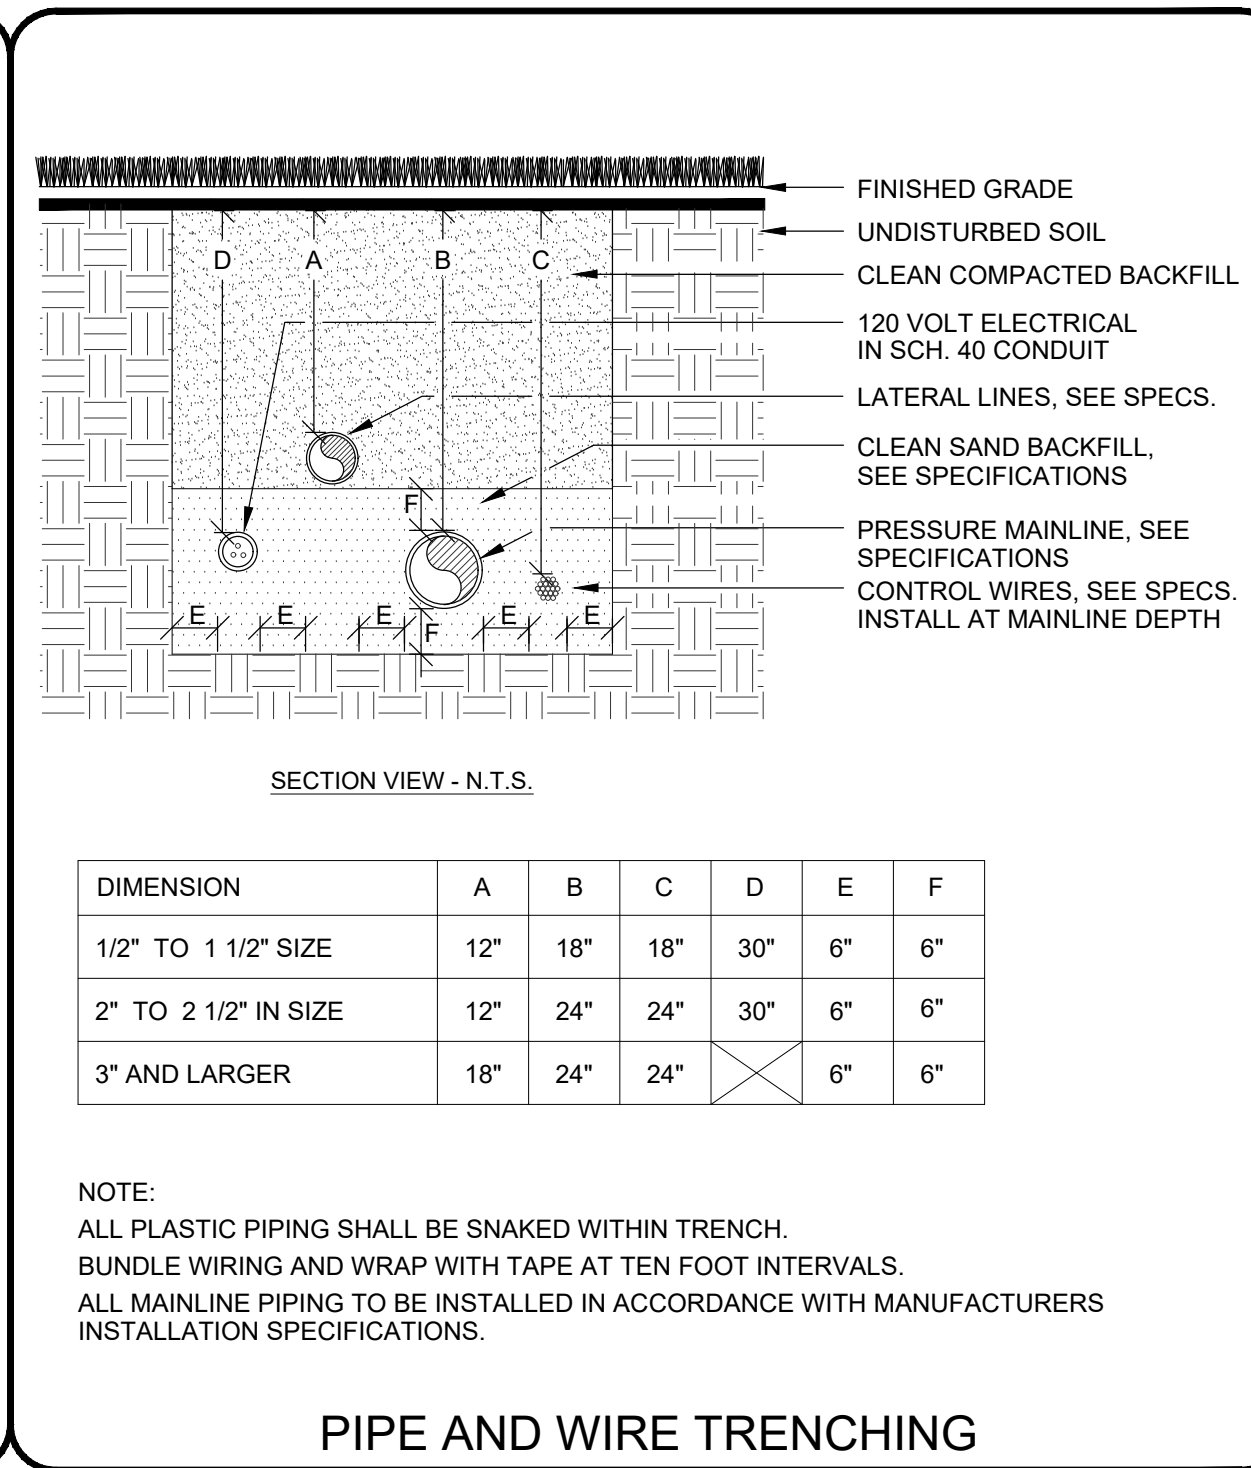 FINISHED GRADE
UNDISTURBED SOIL
CLEAN COMPACTED BACKFILL
120 VOLT ELECTRICAL
IN SCH. 40 CONDUIT
LATERAL LINES, SEE SPECS.
CLEAN SAND BACKFILL,
SEE SPECIFICATIONS
PRESSURE MAINLINE, SEE
SPECIFICATIONS
CONTROL WIRES, SEE SPECS.
INSTALL AT MAINLINE DEPTH
D A B C
F
E E E E E
F
SECTION VIEW - N.T.S.
DIMENSION A B C D E F
1/2" TO 1 1/2" SIZE 12" 18" 18" 30" 6" 6"
2" TO 2 1/2" IN SIZE 12" 24" 24" 30" 6" 6"
3" AND LARGER 18" 24" 24" 6" 6"
NOTE:
ALL PLASTIC PIPING SHALL BE SNAKED WITHIN TRENCH.
BUNDLE WIRING AND WRAP WITH TAPE AT TEN FOOT INTERVALS.
ALL MAINLINE PIPING TO BE INSTALLED IN ACCORDANCE WITH MANUFACTURERS
INSTALLATION SPECIFICATIONS.
PIPE AND WIRE TRENCHING